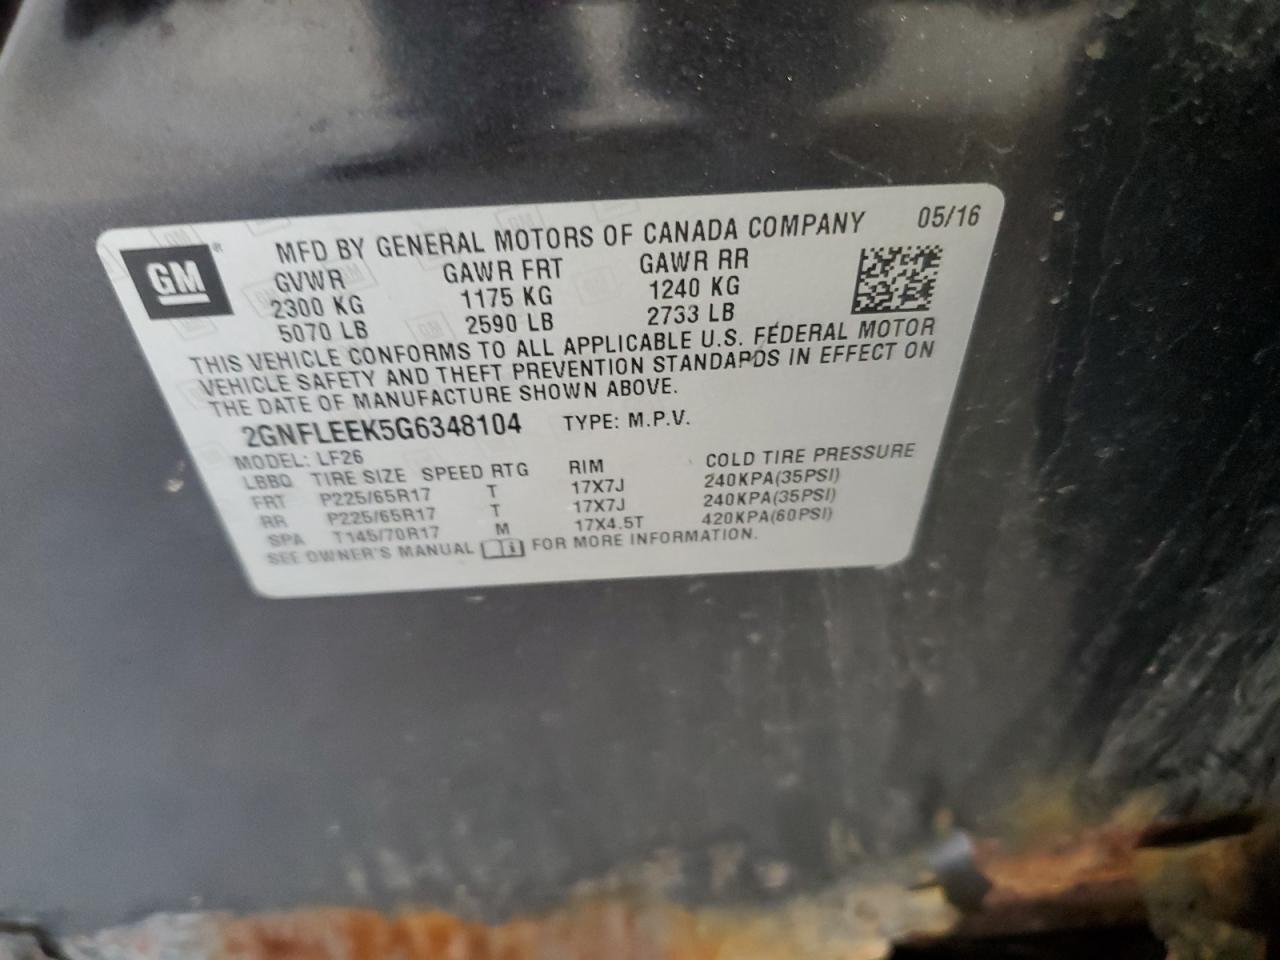 GM ®
MFD BY GENERAL MOTORS OF CANADA COMPANY 05/16
GVWR GAWR FRT GAWR RR
2300 KG 1175 KG 1240 KG
5070 LB 2590 LB 2733 LB
THIS VEHICLE CONFORMS TO ALL APPLICABLE U.S. FEDERAL MOTOR
VEHICLE SAFETY AND THEFT PREVENTION STANDARDS IN EFFECT ON
THE DATE OF MANUFACTURE SHOWN ABOVE.
2GNFLEEK5G6348104 TYPE: M.P.V.
MODEL: LF26
LBBQ TIRE SIZE SPEED RTG RIM COLD TIRE PRESSURE
FRT P225/65R17 T 17X7J 240KPA(35PSI)
RR P225/65R17 T 17X7J 240KPA(35PSI)
SPA T145/70R17 M 17X4.5T 420KPA(60PSI)
SEE OWNER'S MANUAL FOR MORE INFORMATION.